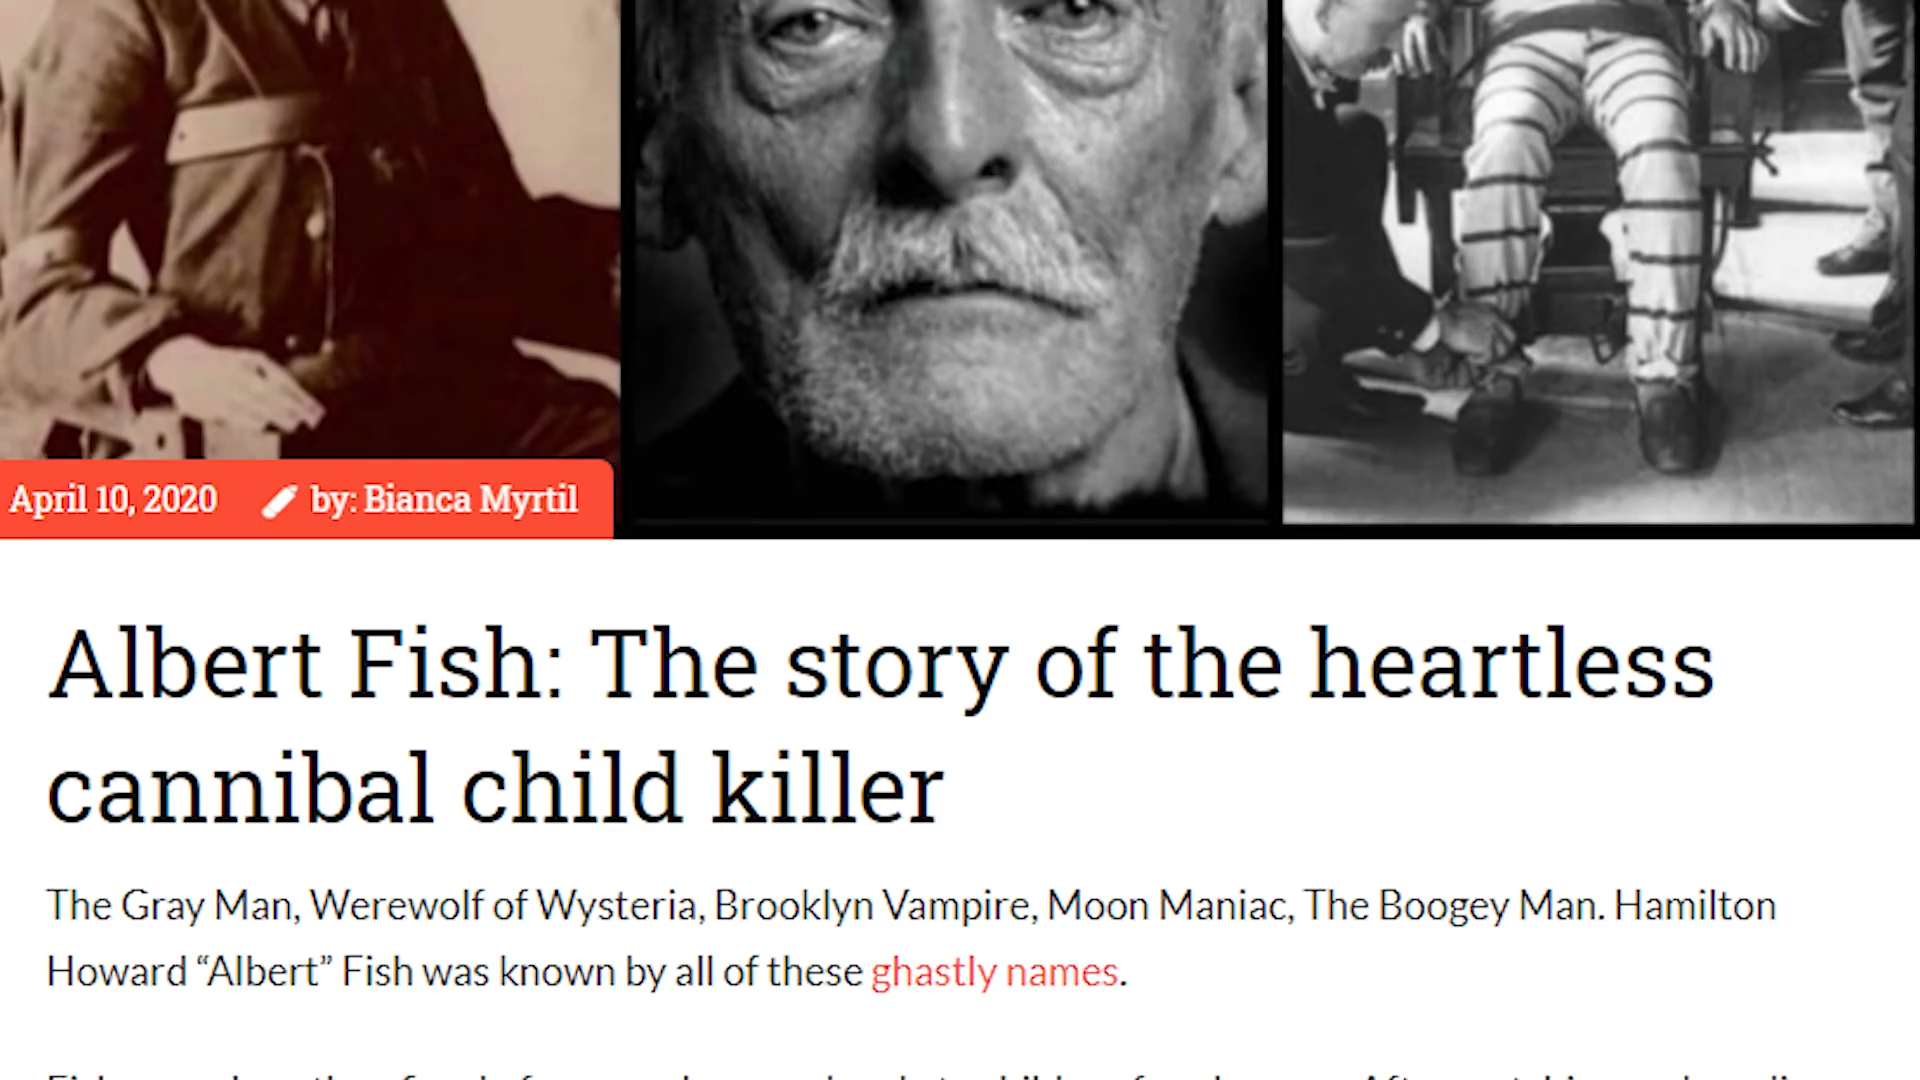 April 10, 2020 by: Bianca Myrtil
Albert Fish: The story of the heartless
cannibal child killer
The Gray Man, Werewolf of Wysteria, Brooklyn Vampire, Moon Maniac, The Boogey Man. Hamilton
Howard “Albert” Fish was known by all of these ghastly names.